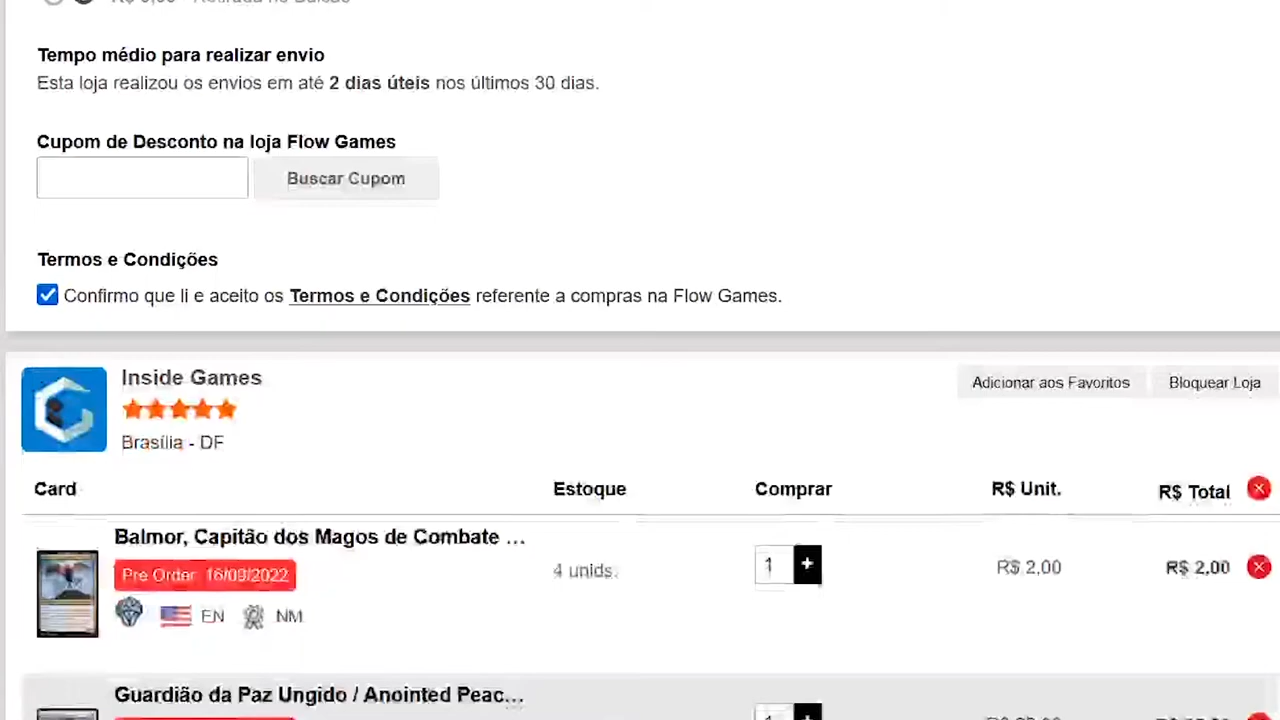 Tempo médio para realizar envio
Esta loja realizou os envios em até 2 dias úteis nos últimos 30 dias.
Cupom de Desconto na loja Flow Games
Buscar Cupom
Termos e Condições
Confirmo que li e aceito os Termos e Condições referente a compras na Flow Games.
Inside Games
Adicionar aos Favoritos Bloquear Loja
Brasília - DF
Card Estoque Comprar R$ Unit. R$ Total
Balmor, Capitão dos Magos de Combate ...
Pre Order 16/09/2022
4 unids. 1 + R$ 2,00 R$ 2,00
EN NM
Guardião da Paz Ungido / Anointed Peac...